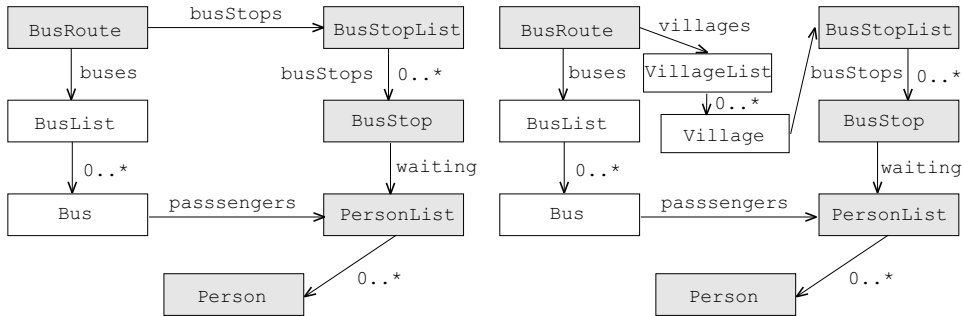 BusRoute
busStops
BusStopList
buses
busStops
0..*
BusList
BusStop
0..*
waiting
Bus
passsengers
PersonList
0..*
Person
BusRoute
villages
BusStopList
buses
VillageList
busStops
0..*
0..*
BusList
Village
BusStop
0..*
waiting
Bus
passsengers
PersonList
0..*
Person